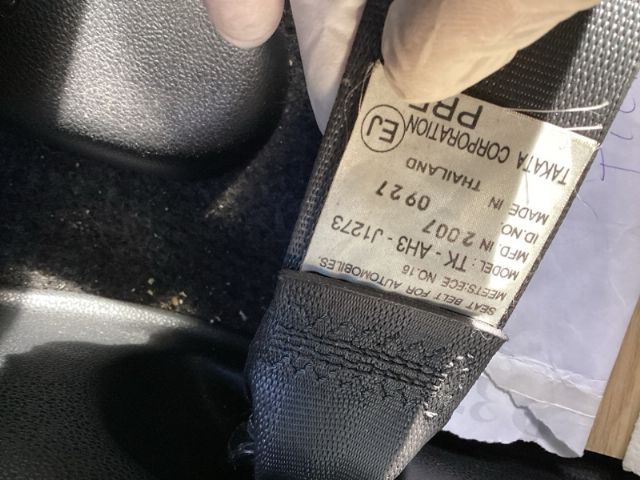 SEAT BELT FOR AUTOMOBILES.
MEETS:ECE NO.16
MODEL : TK - AH3 - J1273
MFD. IN 2007 0927
ID.NO.
MADE IN THAILAND
TAKATA CORPORATION
EJ